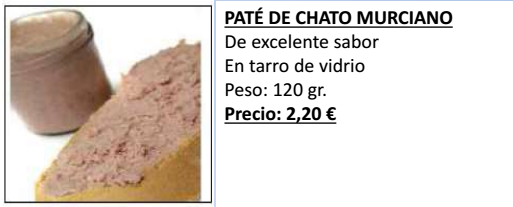 PATÉ DE CHATO MURCIANO
De excelente sabor
En tarro de vidrio
Peso: 120 gr.
Precio: 2,20 €